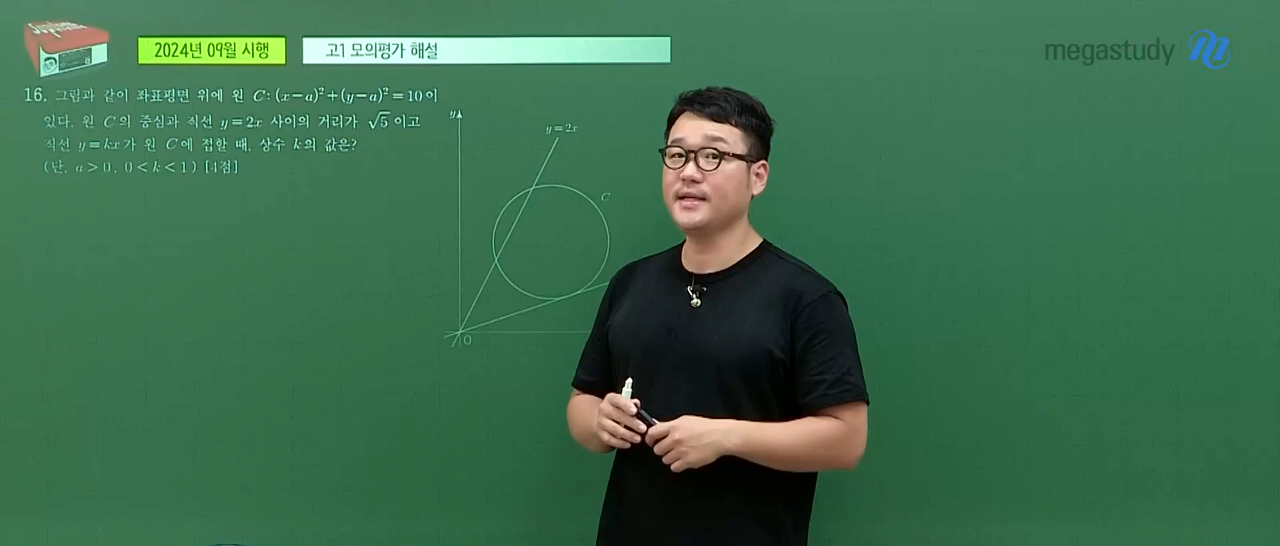 Supreme
2024년 09월 시행
고1 모의평가 해설
megastudy
16. 그림과 같이 좌표평면 위에 원 C: (x-a)²+(y-a)²=10이
있다. 원 C의 중심과 직선 y=2x 사이의 거리가 √5 이고
직선 y=kx가 원 C에 접할 때, 상수 k의 값은?
(단, a>0, 0<k<1) [4점]
y
y=2x
C
O